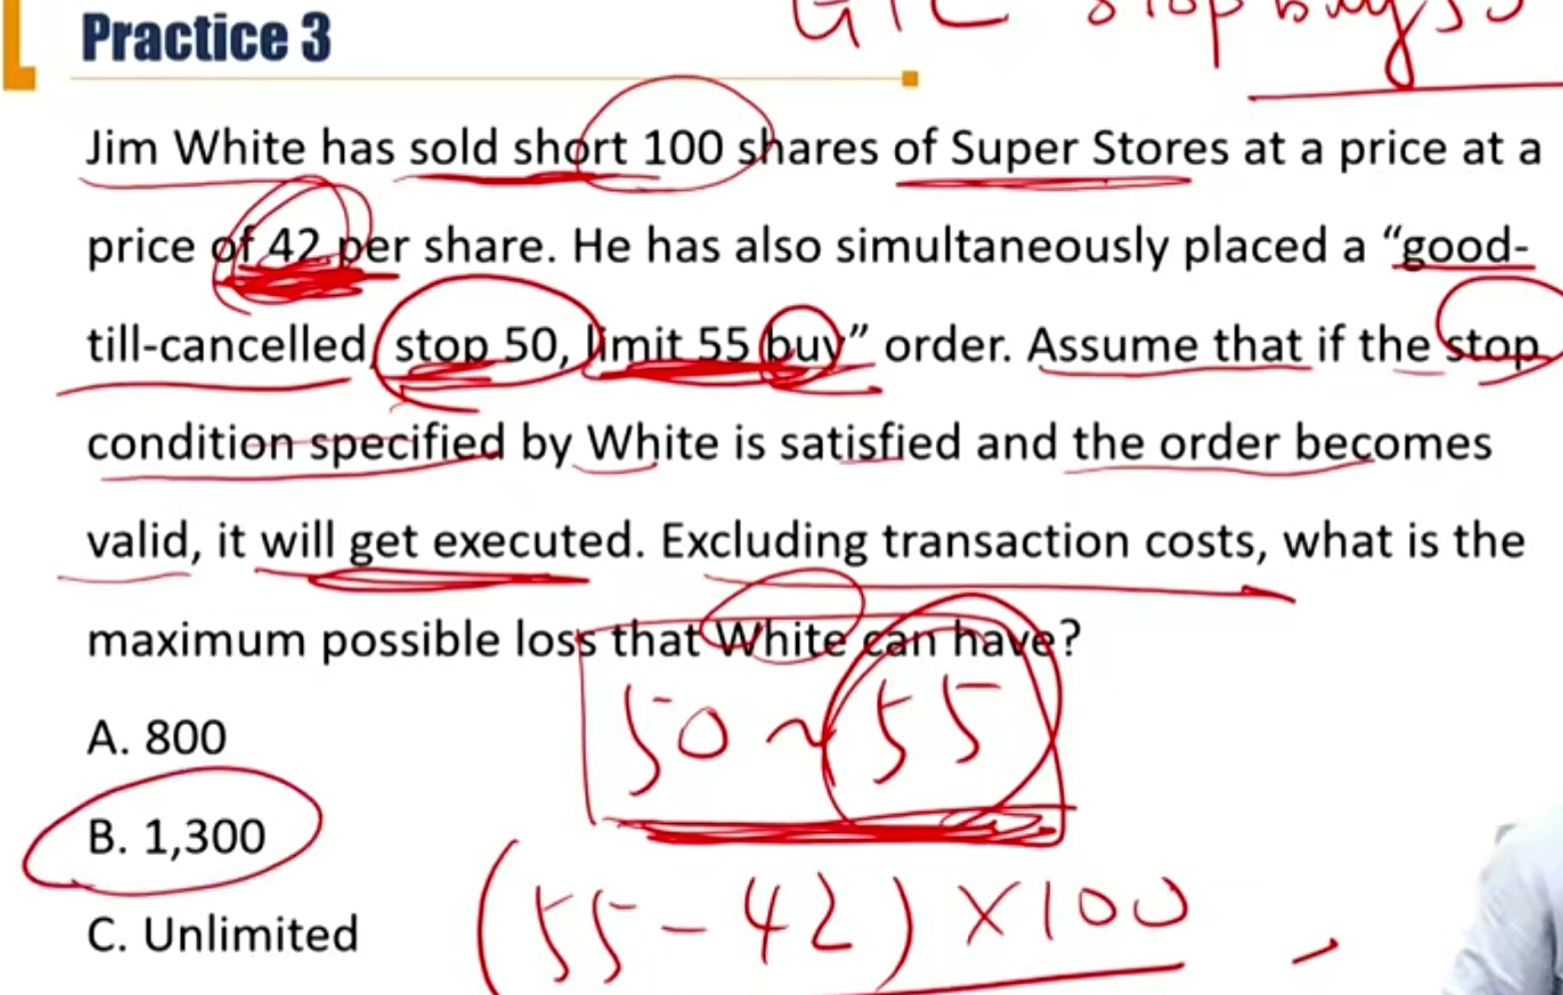 Practice 3
GTC stop buy 50
Jim White has sold short 100 shares of Super Stores at a price at a
price of 42 per share. He has also simultaneously placed a “good-
till-cancelled, stop 50, limit 55 buy” order. Assume that if the stop
condition specified by White is satisfied and the order becomes
valid, it will get executed. Excluding transaction costs, what is the
maximum possible loss that White can have?
50 ~ 55
A. 800
B. 1,300
(55 - 42) × 100
C. Unlimited